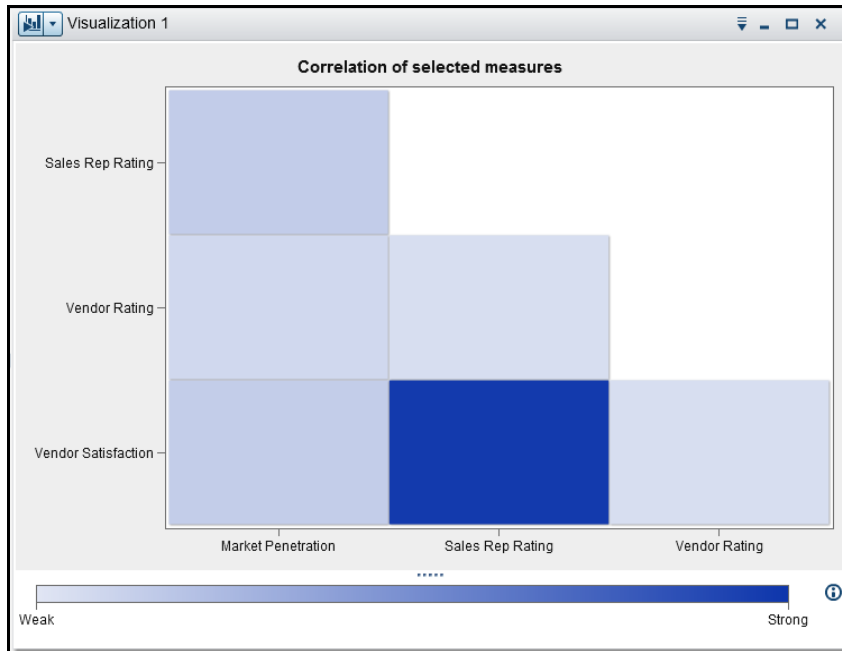 Visualization 1
Correlation of selected measures
Sales Rep Rating
Vendor Rating
Vendor Satisfaction
Market Penetration
Sales Rep Rating
Vendor Rating
Weak
Strong